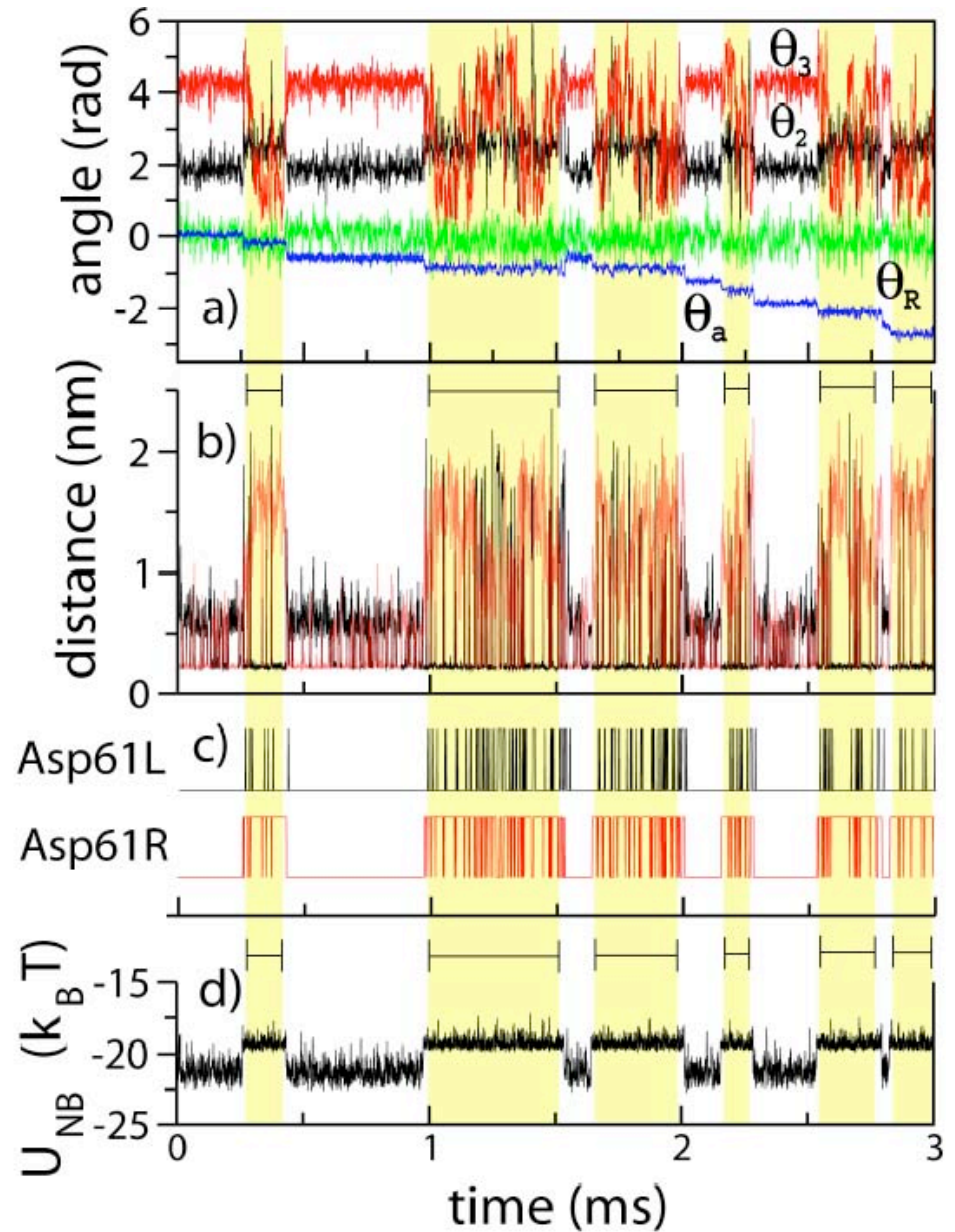 6
4
2
0
-2
angle (rad)
θ3
θ2
θR
θa
a)
2
1
0
distance (nm)
b)
Asp61L
c)
Asp61R
-15
-20
-25
UNB (kBT)
d)
0 1 2 3
time (ms)